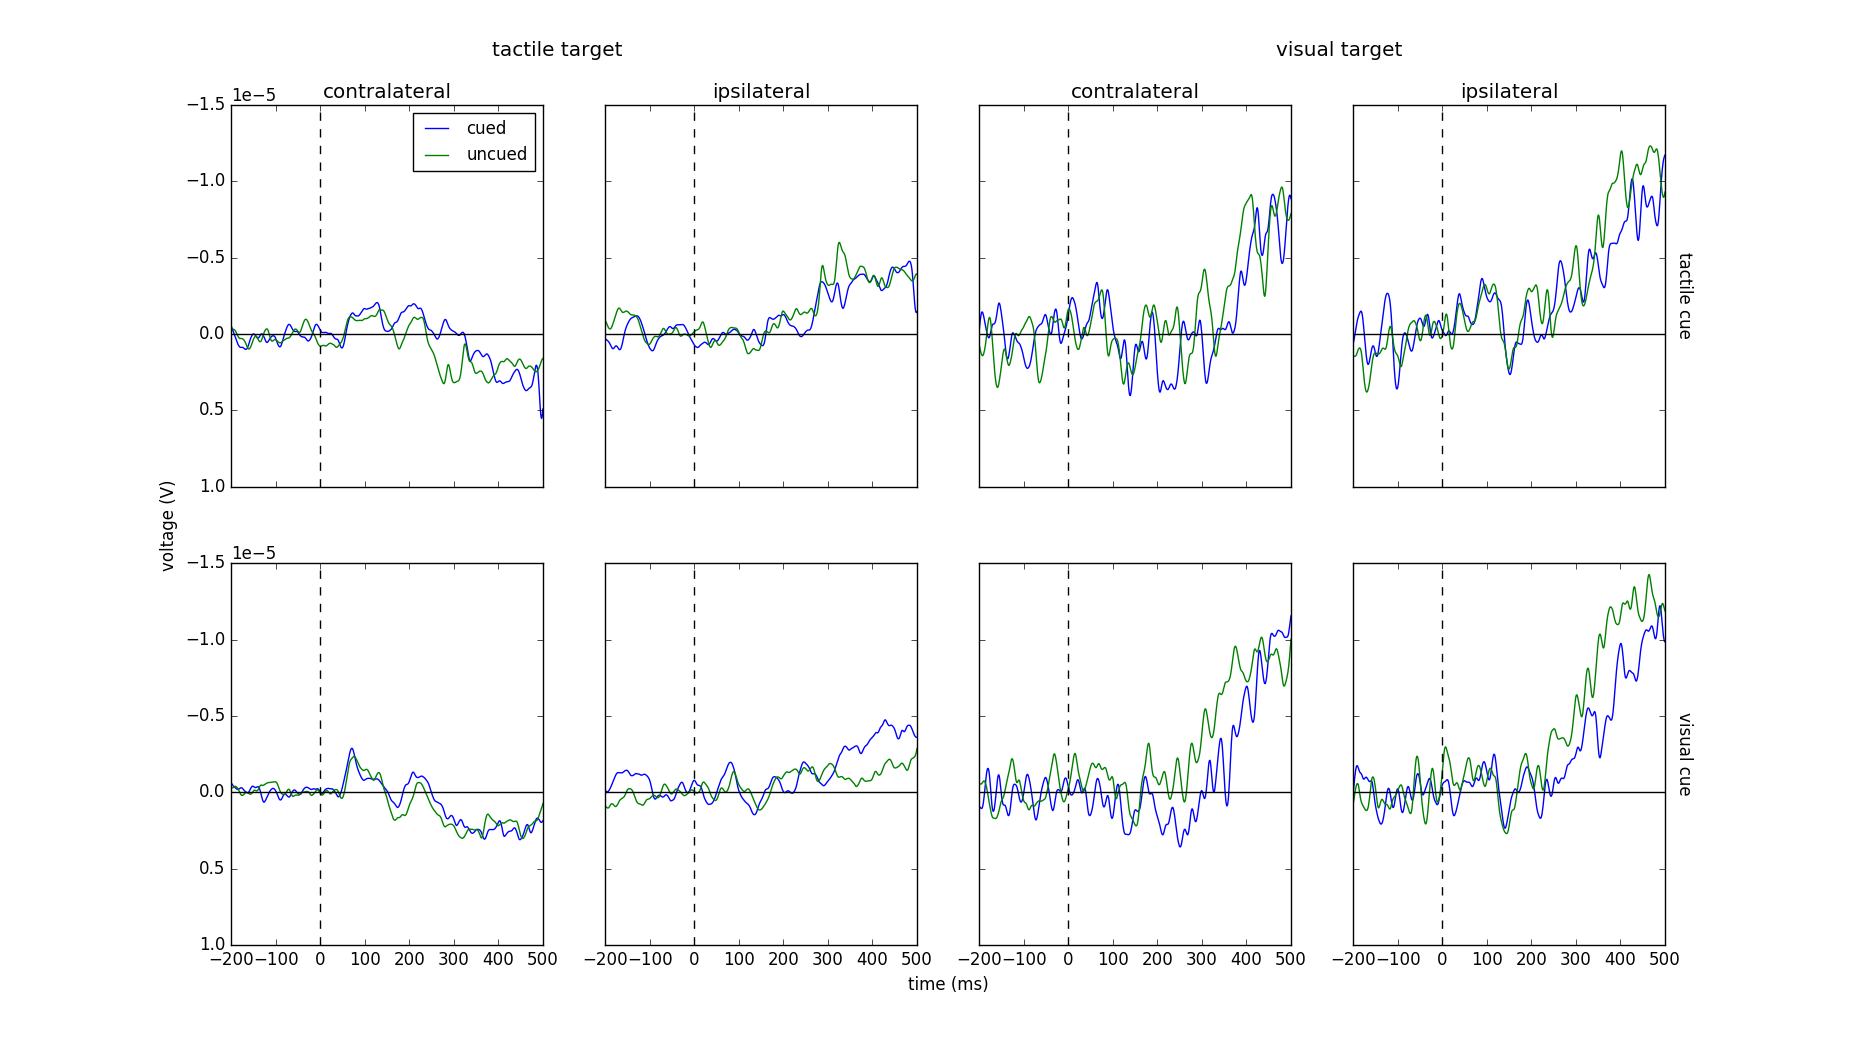 tactile target visual target
contralateral ipsilateral contralateral ipsilateral
1e−5
−1.5
−1.0
−0.5
0.0
0.5
1.0
cued
uncued
tactile cue
voltage (V)
1e−5
−1.5
−1.0
−0.5
0.0
0.5
1.0
visual cue
−200 −100 0 100 200 300 400 500 −200 −100 0 100 200 300 400 500 −200 −100 0 100 200 300 400 500 −200 −100 0 100 200 300 400 500
time (ms)